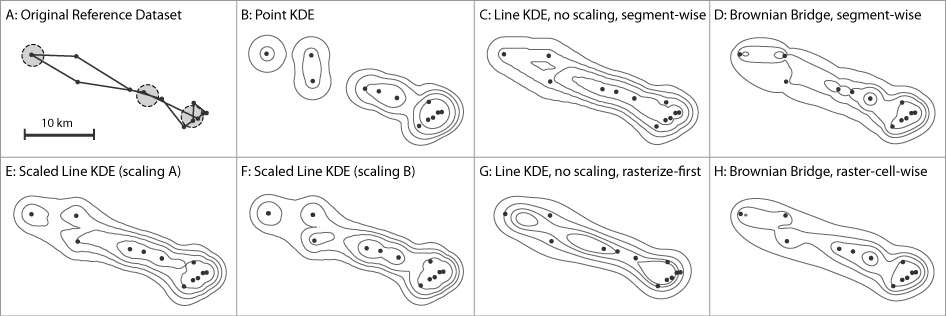 A: Original Reference Dataset
10 km
B: Point KDE
C: Line KDE, no scaling, segment-wise
D: Brownian Bridge, segment-wise
E: Scaled Line KDE (scaling A)
F: Scaled Line KDE (scaling B)
G: Line KDE, no scaling, rasterize-first
H: Brownian Bridge, raster-cell-wise